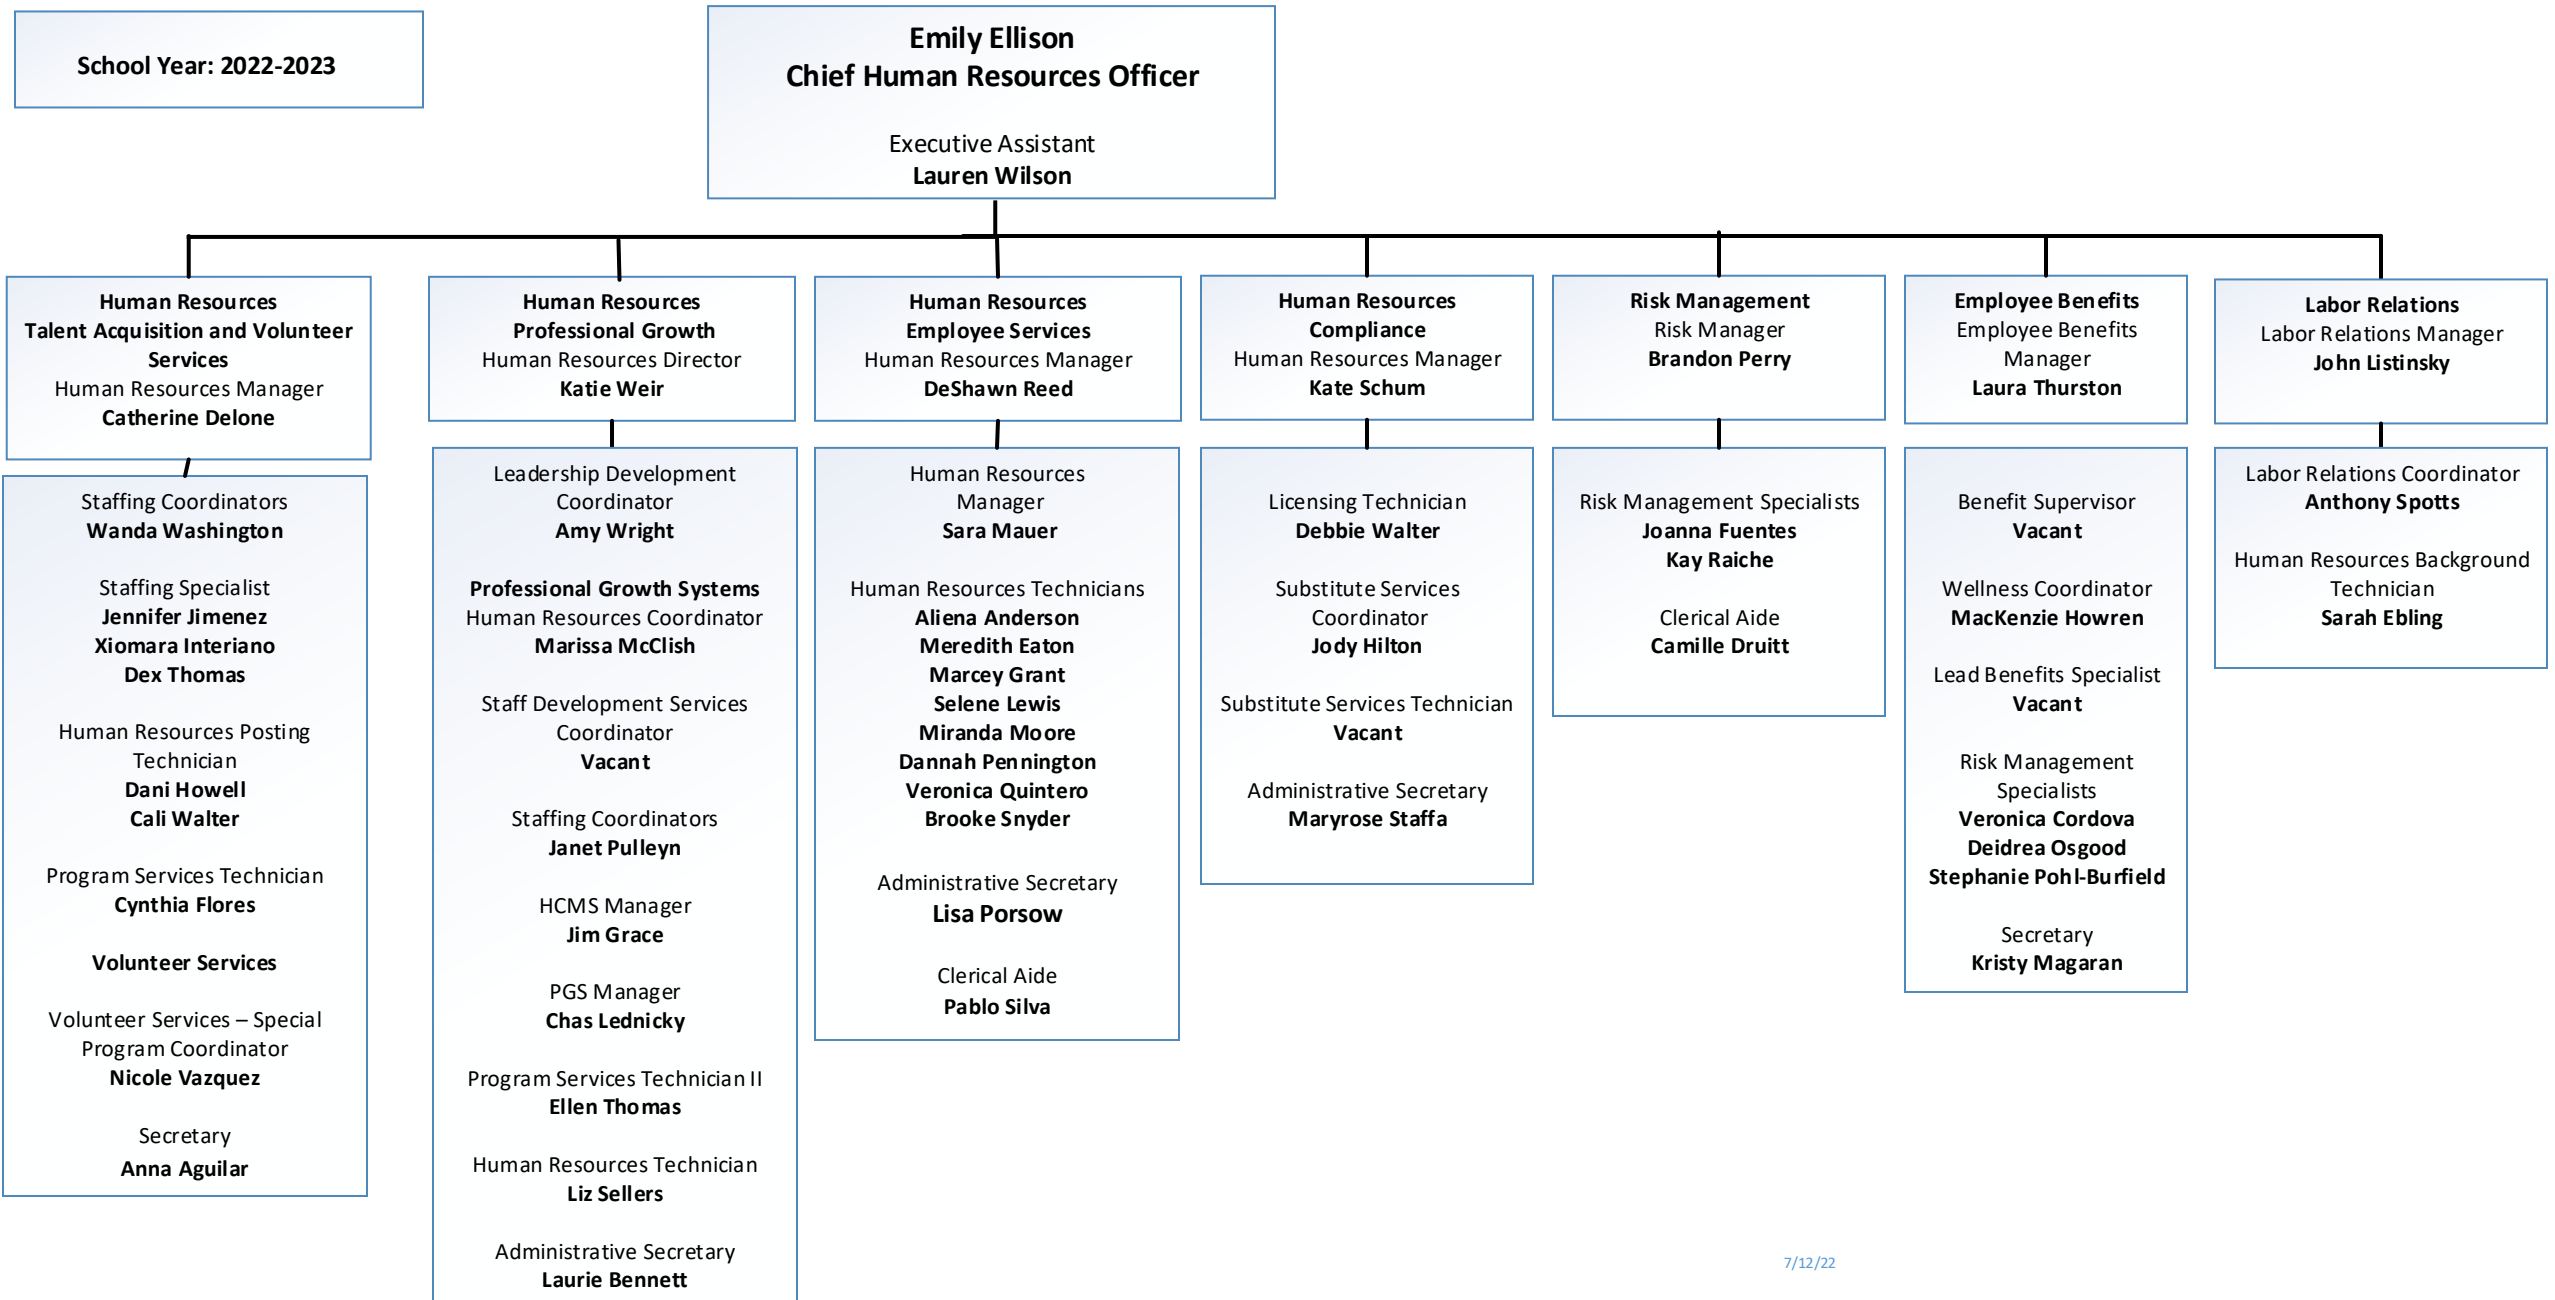 School Year: 2022-2023
Emily Ellison
Chief Human Resources Officer
Executive Assistant
Lauren Wilson
Human Resources
Talent Acquisition and Volunteer
Services
Human Resources Manager
Catherine Delone
Human Resources
Professional Growth
Human Resources Director
Katie Weir
Human Resources
Employee Services
Human Resources Manager
DeShawn Reed
Human Resources
Compliance
Human Resources Manager
Kate Schum
Risk Management
Risk Manager
Brandon Perry
Employee Benefits
Employee Benefits
Manager
Laura Thurston
Labor Relations
Labor Relations Manager
John Listinsky
Staffing Coordinators
Wanda Washington
Staffing Specialist
Jennifer Jimenez
Xiomara Interiano
Dex Thomas
Human Resources Posting
Technician
Dani Howell
Cali Walter
Program Services Technician
Cynthia Flores
Volunteer Services
Volunteer Services – Special
Program Coordinator
Nicole Vazquez
Secretary
Anna Aguilar
Leadership Development
Coordinator
Amy Wright
Professional Growth Systems
Human Resources Coordinator
Marissa McClish
Staff Development Services
Coordinator
Vacant
Staffing Coordinators
Janet Pulleyn
HCMS Manager
Jim Grace
PGS Manager
Chas Lednicky
Program Services Technician II
Ellen Thomas
Human Resources Technician
Liz Sellers
Administrative Secretary
Laurie Bennett
Human Resources
Manager
Sara Mauer
Human Resources Technicians
Aliena Anderson
Meredith Eaton
Marcey Grant
Selene Lewis
Miranda Moore
Dannah Pennington
Veronica Quintero
Brooke Snyder
Administrative Secretary
Lisa Porsow
Clerical Aide
Pablo Silva
Licensing Technician
Debbie Walter
Substitute Services
Coordinator
Jody Hilton
Substitute Services Technician
Vacant
Administrative Secretary
Maryrose Staffa
Risk Management Specialists
Joanna Fuentes
Kay Raiche
Clerical Aide
Camille Druitt
Benefit Supervisor
Vacant
Wellness Coordinator
MacKenzie Howren
Lead Benefits Specialist
Vacant
Risk Management
Specialists
Veronica Cordova
Deidrea Osgood
Stephanie Pohl-Burfield
Secretary
Kristy Magaran
Labor Relations Coordinator
Anthony Spotts
Human Resources Background
Technician
Sarah Ebling
7/12/22